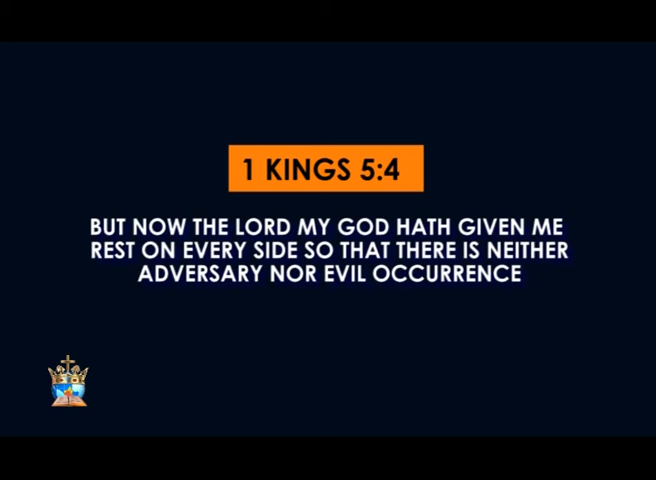 1 KINGS 5:4
BUT NOW THE LORD MY GOD HATH GIVEN ME
REST ON EVERY SIDE SO THAT THERE IS NEITHER
ADVERSARY NOR EVIL OCCURRENCE